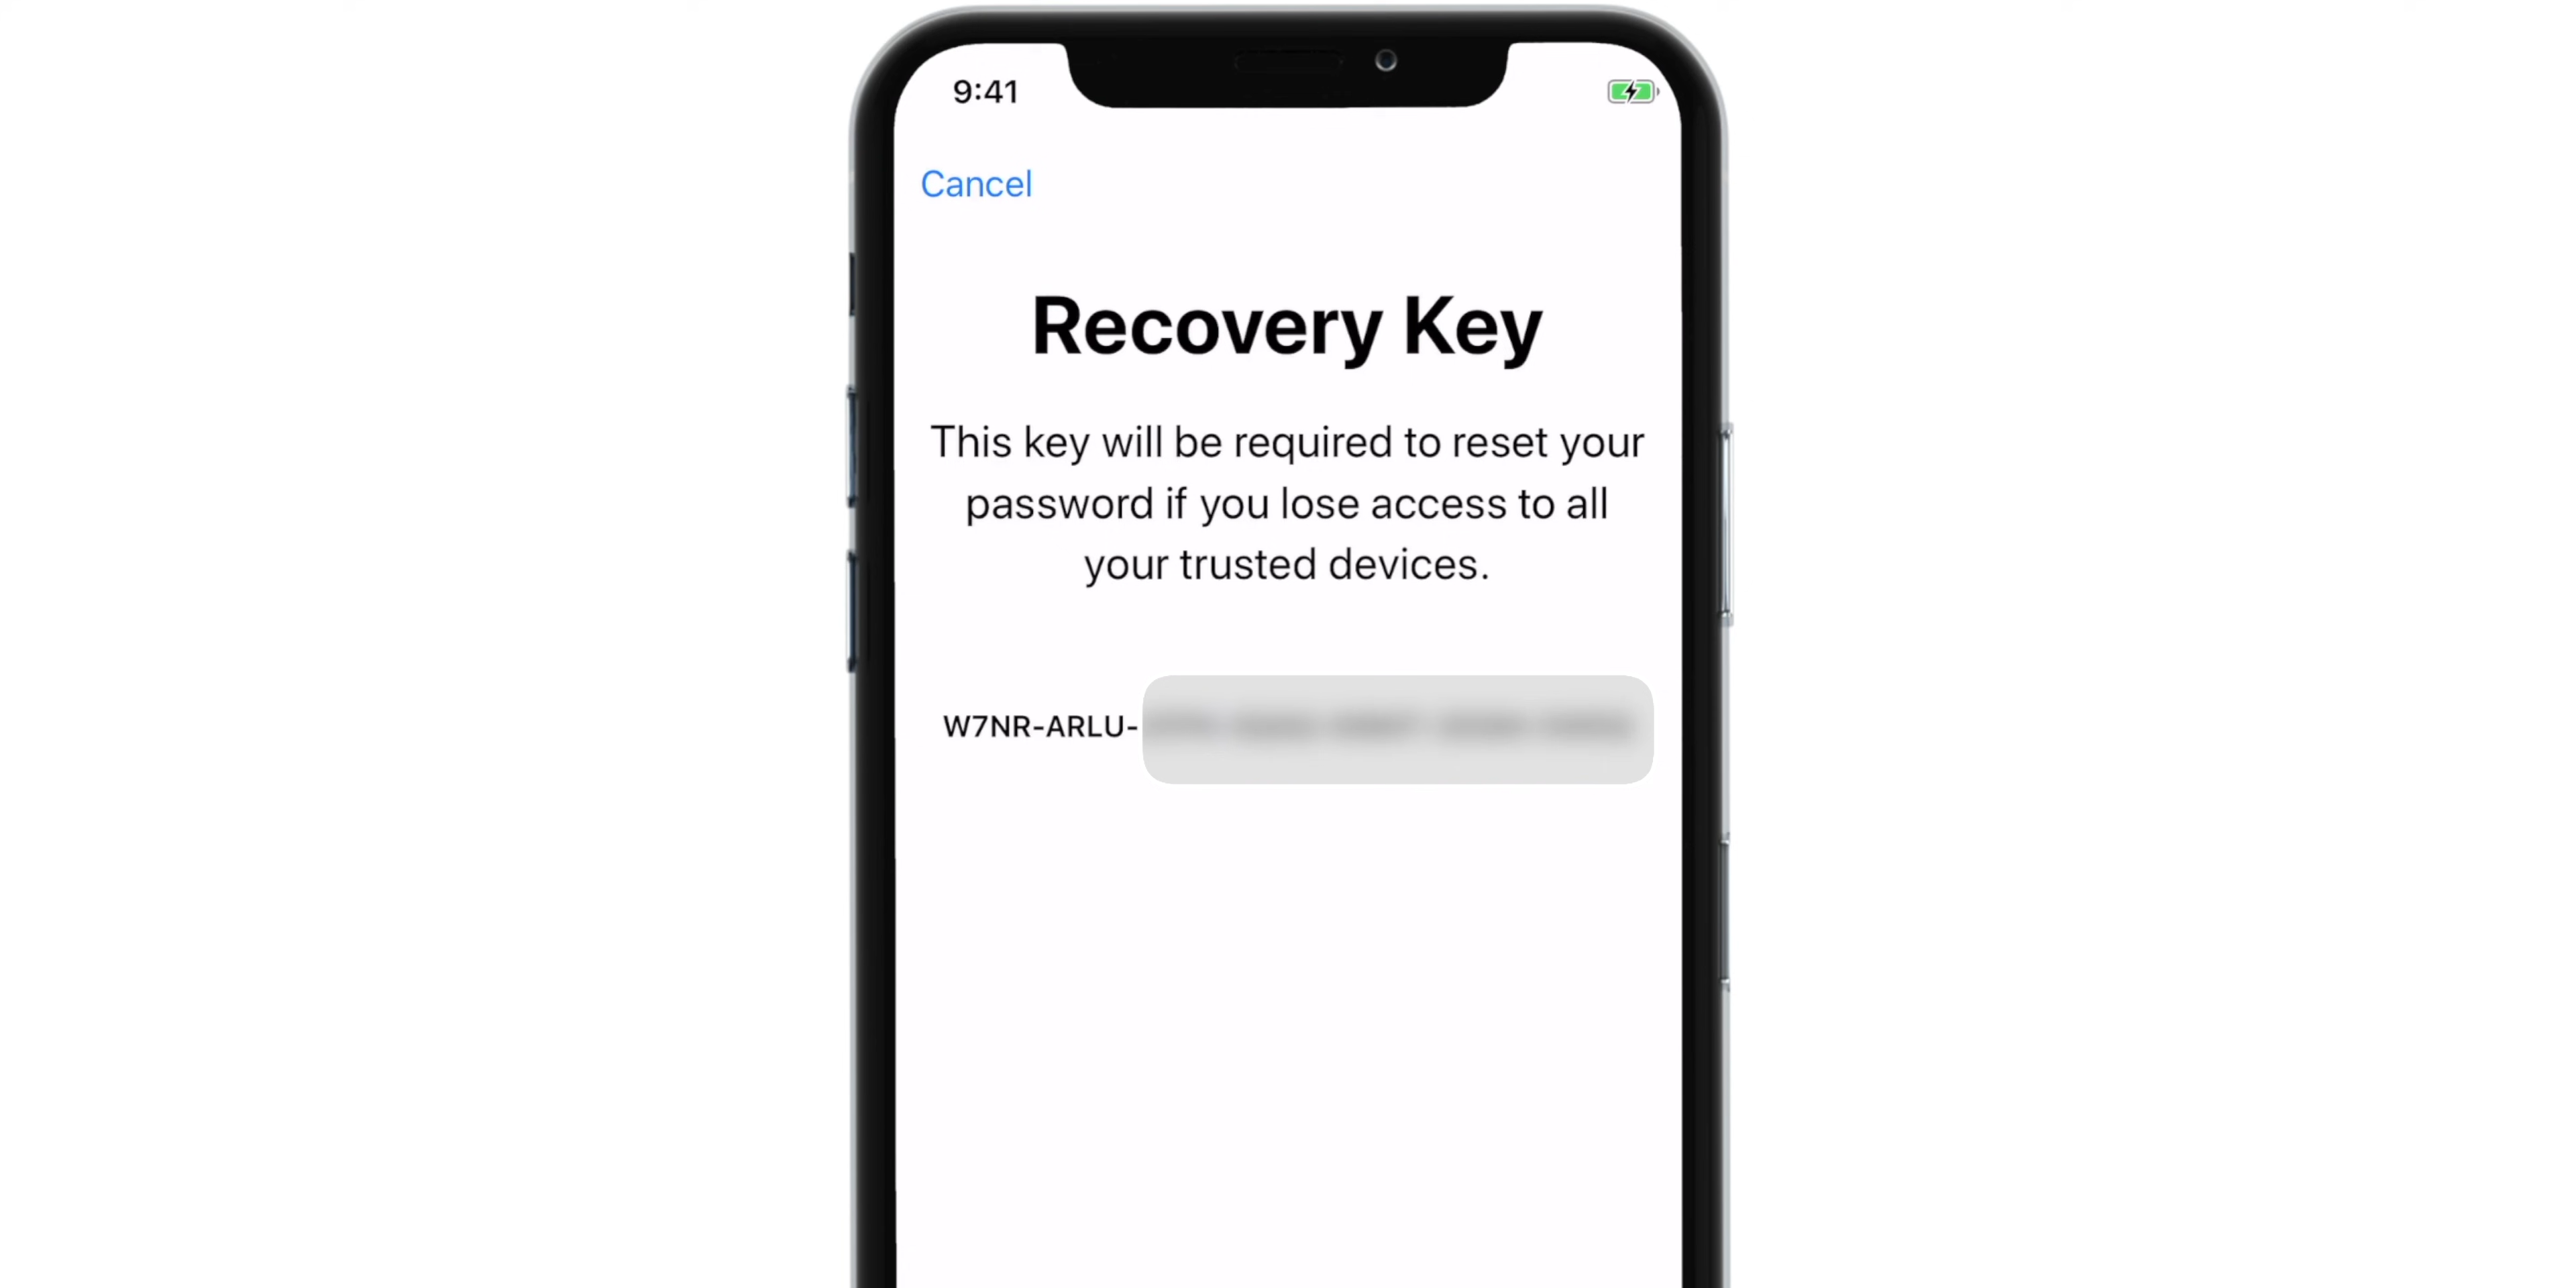 9:41
Cancel
Recovery Key
This key will be required to reset your
password if you lose access to all
your trusted devices.
W7NR-ARLU-